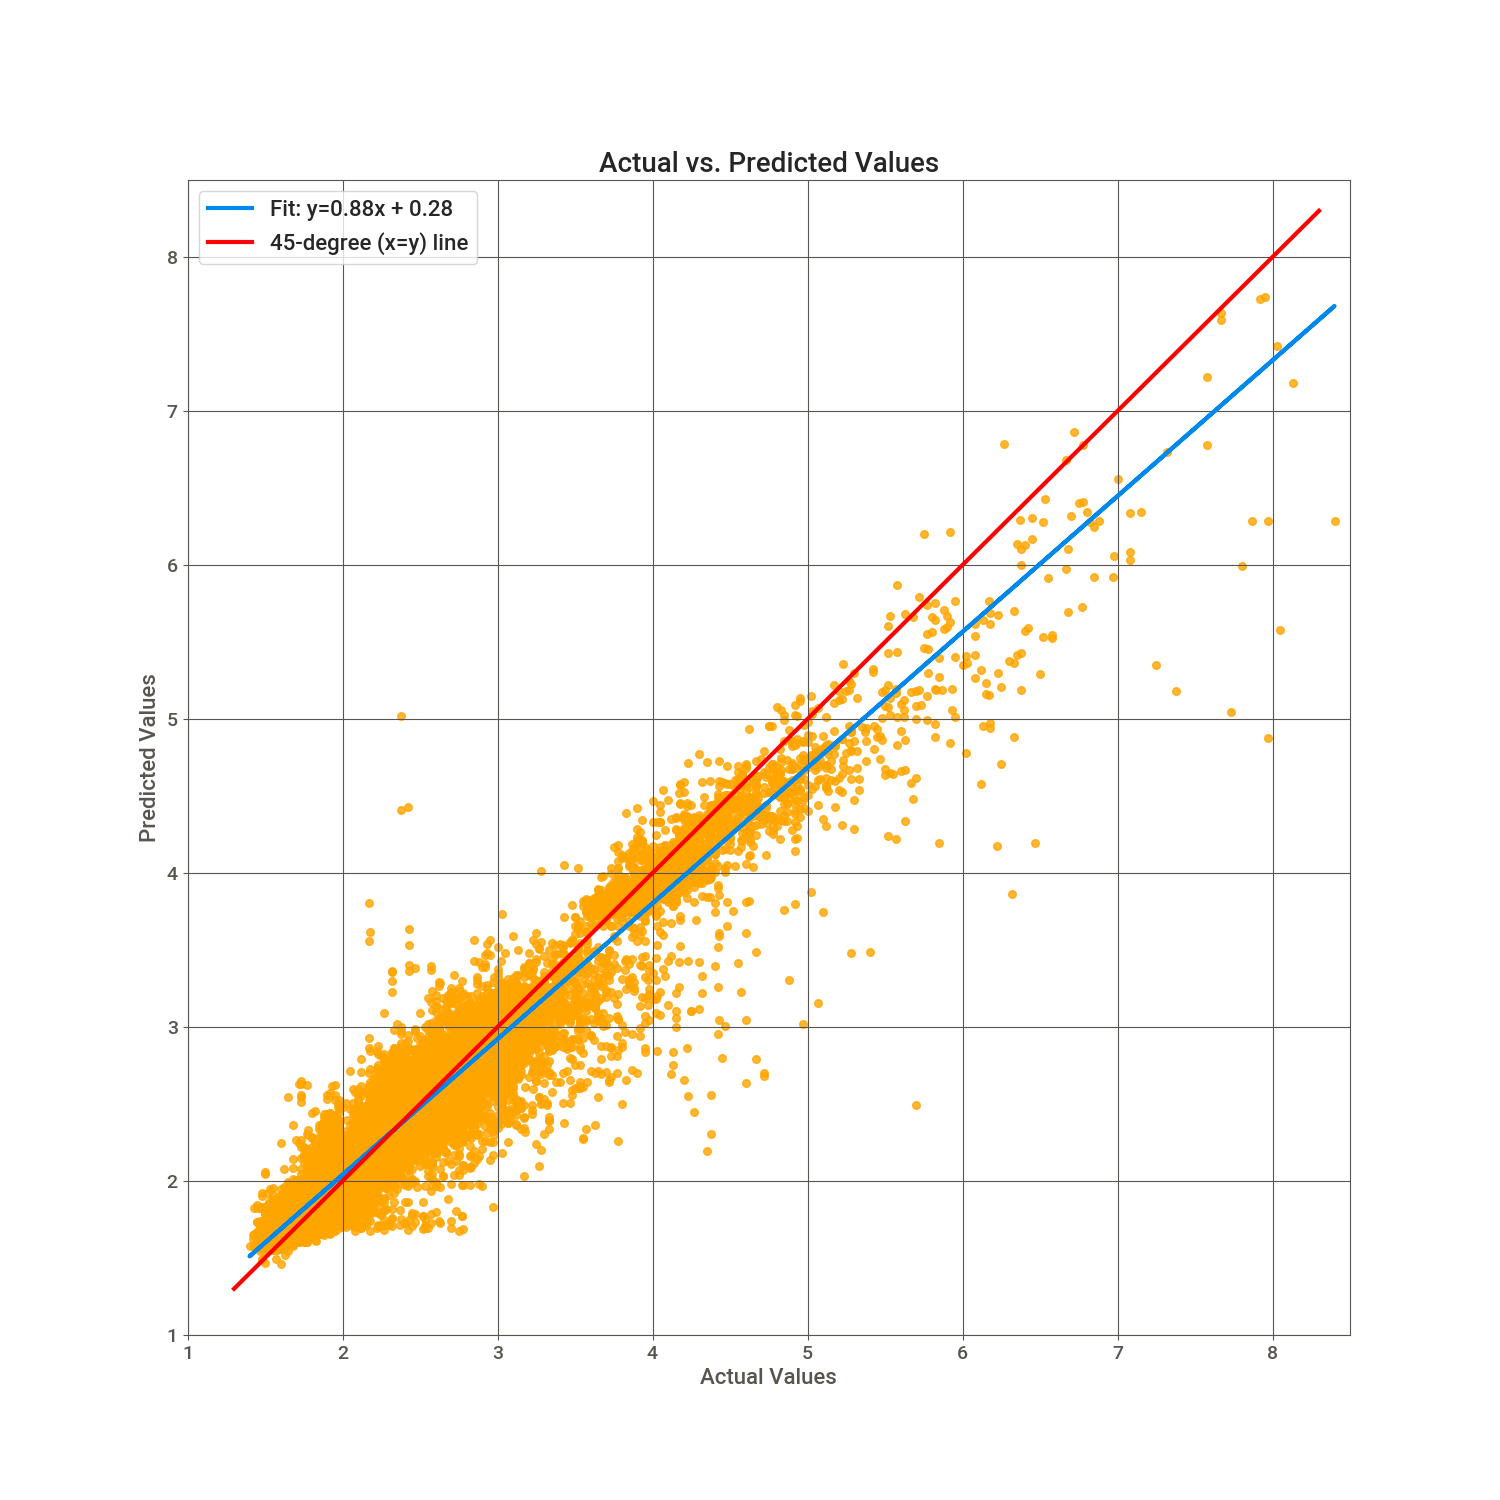 Actual vs. Predicted Values
Fit: y=0.88x + 0.28
45-degree (x=y) line
8
7
6
5
4
3
2
1
Predicted Values
1 2 3 4 5 6 7 8
Actual Values